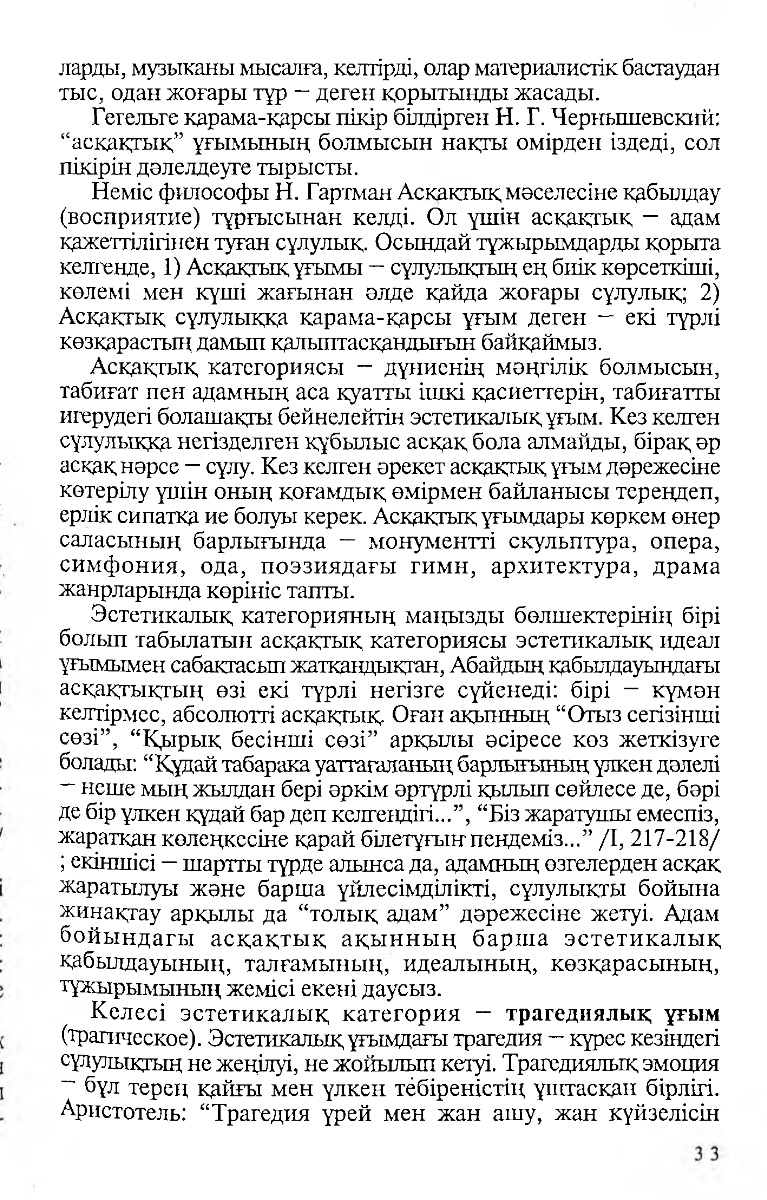 ларды, музыканы мысалға, келтірді, олар материалистік бастаудан
тыс, одан жоғары тұр — деген қорытынды жасады.
Гегельге қарама-қарсы пікір білдірген Н. Г. Чернышевский:
“асқақтық” ұғымының болмысын нақты омірден іздеді, сол
пікірін дәлелдеуге тырысты.
Неміс философы Н. Гартман Асқақтық мәселесіне қабылдау
(восприятие) тұрғысынан келді. Ол үшін асқақтық — адам
қажеттілігінен туған сұлулық. Осындай тұжырымдарды қорыта
келгенде, 1) Асқақтық ұғымы — сұлулықтың ең биік көрсеткіші,
көлемі мен күші жағынан әлде қайда жоғары сұлулық; 2)
Асқақтық сұлулыққа қарама-қарсы ұғым деген — екі түрлі
көзқарастың дамып қалыптасқандығын байқаймыз.
Асқақтық категориясы — дүниенің мәңгілік болмысын,
табиғат пен адамның аса қуатты ішкі қасиеттерін, табиғатты
игерудегі болашақты бейнелейтін эстетикалық ұғым. Кез келген
сұлулыққа негізделген құбылыс асқақ бола алмайды, бірақ әр
асқақ нәрсе — сұлу. Кез келген әрекет асқақтық ұғым дәрежесіне
көтерілу үшін оның қоғамдық өмірмен байланысы тереңдеп,
ерлік сипатқа ие болуы керек. Асқақтық ұғымдары көркем өнер
саласының барлығында — монументті скульптура, опера,
симфония, ода, поэзиядағы гимн, архитектура, драма
жанрларында көрініс тапты.
Эстетикалық категорияның маңызды бөлшектерінің бірі
болып табылатын асқақтық категориясы эстетикалық идеал
ұғымымен сабақтасып жатқандықтан, Абайдың қабылдауындағы
асқақтықтың өзі екі түрлі негізге сүйенеді: бірі — күмән
келтірмес, абсолютті асқақтық. Оған ақынның “Отыз сегізінші
сөзі”, “Қырық бесінші сөзі” арқылы әсіресе коз жеткізуге
болады: “Құдай табарака уаттағаланың барлығының үлкен дәлелі
— неше мың жылдан бері әркім әртүрлі қылып сөйлесе де, бәрі
де бір үлкен құдай бар деп келгендігі...”, “Біз жаратушы емеспіз,
жаратқан көлеңкесіне қарай білетұғын пендеміз...” /I, 217-218/
; екіншісі — шартты түрде алынса да, адамның өзгелерден асқақ
жаратылуы және барша үйлесімділікті, сұлулықты бойына
жинақтау арқылы да “толық адам” дәрежесіне жетуі. Адам
бойындагы асқақтық ақынның барша эстетикалық
қабылдауының, талғамының, идеалының, көзқарасының,
тұжырымының жемісі екені даусыз.
Келесі эстетикалық категория — трагедиялық ұғым
(трагическое). Эстетикалық ұғымдағы трагедия — күрес кезіндегі
сұлулықтың не жеңілуі, не жойылып кетуі. Трагедиялық эмоция
— бұл терең қайғы мен үлкен тебіреністің ұштасқан бірлігі.
Аристотель: “Трагедия үрей мен жан ашу, жан күйзелісін
33